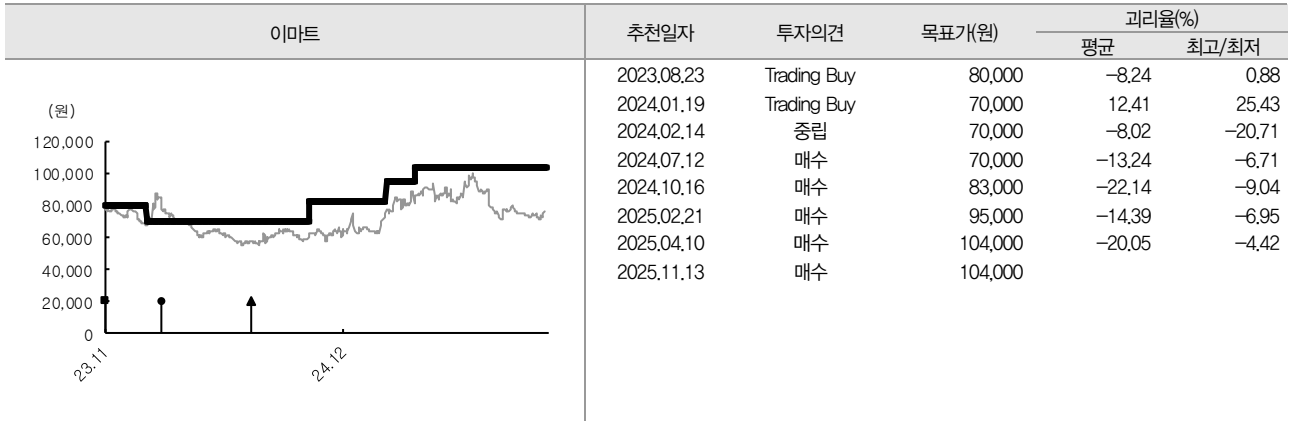 이마트 추천일자 투자의견 목표가(원) 괴리율(%)
평균 최고/최저
2023.08.23 Trading Buy 80,000 -8.24 0.88
2024.01.19 Trading Buy 70,000 12.41 25.43
2024.02.14 중립 70,000 -8.02 -20.71
2024.07.12 매수 70,000 -13.24 -6.71
2024.10.16 매수 83,000 -22.14 -9.04
2025.02.21 매수 95,000 -14.39 -6.95
2025.04.10 매수 104,000 -20.05 -4.42
2025.11.13 매수 104,000
(원)
120,000
100,000
80,000
60,000
40,000
20,000
0
23.11 24.12